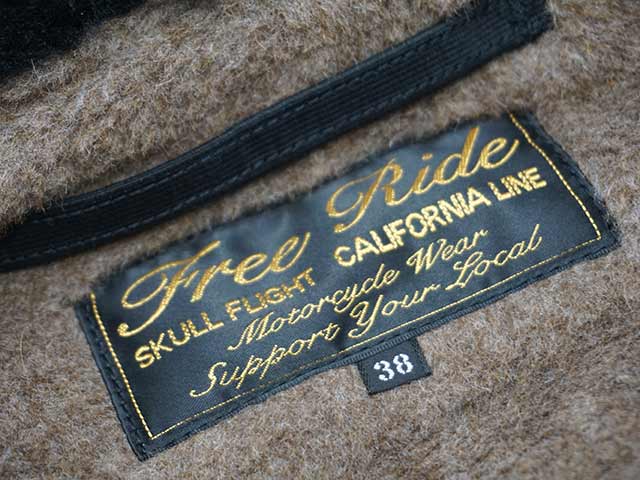 Free Ride
SKULL FLIGHT CALIFORNIA LINE
Motorcycle Wear
Support Your Local
38